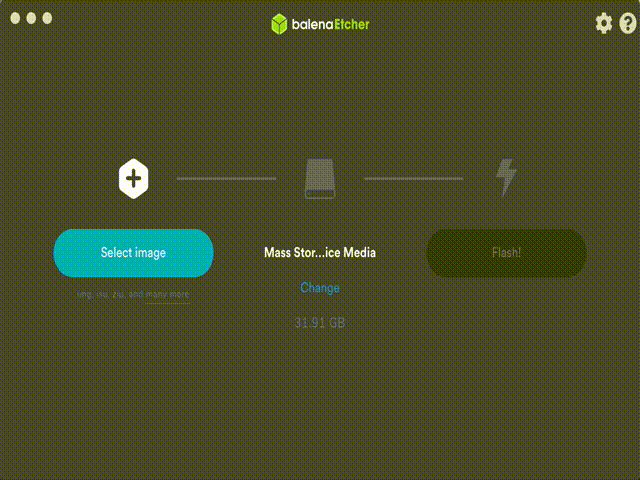 balenaEtcher
Select image
Mass Stor...ice Media
Flash!
img, iso, zip, and many more
Change
31.91 GB